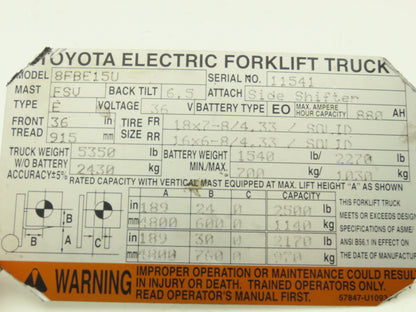 TOYOTA ELECTRIC FORKLIFT TRUCK
MODEL 8FBE15U SERIAL NO. 11541
MAST FSV BACK TILT 6.5 ATTACH Side Shifter
TYPE E VOLTAGE 36 V BATTERY TYPE EO AMPERE HOUR CAPACITY 880 AH
FRONT 36 in TIRE FR 18x7-8/4.33 / SOLID
TREAD 915 mm SIZE RR 16x6-8/4.33 / SOLID
TRUCK WEIGHT 5350 lb BATTERY WEIGHT 1540 lb/ 2270 lb
W/O BATTERY 2430 kg MIN./MAX. 700 kg/ 1030 kg
ACCURACY±5%
RATED CAPACITY WITH VERTICAL MAST EQUIPPED AT MAX. LIFT HEIGHT "A" AS SHOWN
A B C CAPACITY
in 189 24 0 2500 lb THIS FORKLIFT TRUCK
mm 4800 600 0 1140 kg MEETS OR EXCEEDS DESIGN
in 189 30 0 2170 lb SPECIFICATIONS OF ASME/
mm 4800 760 0 970 kg ANSI B56.1 IN EFFECT ON
THE DATE OF MANUFACTUR
A B C
WARNING
IMPROPER OPERATION OR MAINTENANCE COULD RESUL
IN INJURY OR DEATH. TRAINED OPERATORS ONLY.
READ OPERATOR'S MANUAL FIRST.